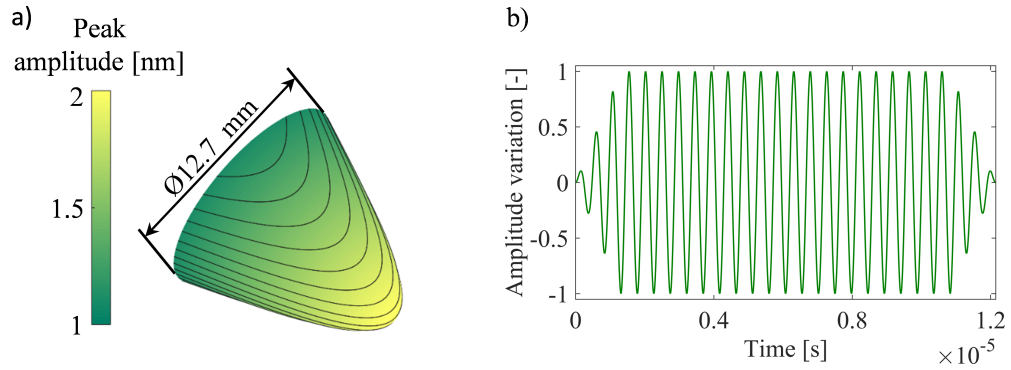 a)
Peak
amplitude [nm]
2
1.5
1
Ø12.7 mm
b)
Amplitude variation [-]
1
0.5
0
-0.5
-1
0
0.4
0.8
1.2
Time [s]
×10⁻⁵